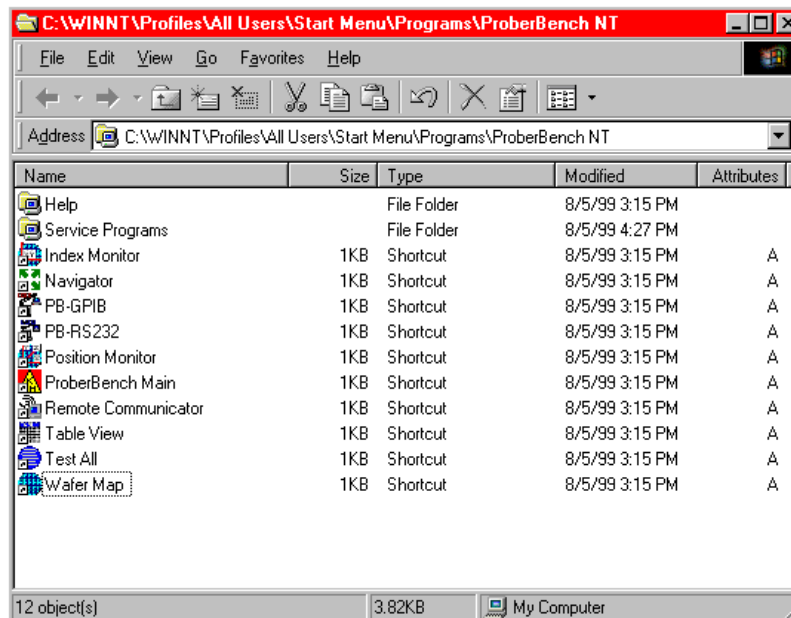 C:\WINNT\Profiles\All Users\Start Menu\Programs\ProberBench NT
File Edit View Go Favorites Help
Address C:\WINNT\Profiles\All Users\Start Menu\Programs\ProberBench NT
Name Size Type Modified Attributes
Help File Folder 8/5/99 3:15 PM
Service Programs File Folder 8/5/99 4:27 PM
Index Monitor 1KB Shortcut 8/5/99 3:15 PM A
Navigator 1KB Shortcut 8/5/99 3:15 PM A
PB-GPIB 1KB Shortcut 8/5/99 3:15 PM A
PB-RS232 1KB Shortcut 8/5/99 3:15 PM A
Position Monitor 1KB Shortcut 8/5/99 3:15 PM A
ProberBench Main 1KB Shortcut 8/5/99 3:15 PM A
Remote Communicator 1KB Shortcut 8/5/99 3:15 PM A
Table View 1KB Shortcut 8/5/99 3:15 PM A
Test All 1KB Shortcut 8/5/99 3:15 PM A
Wafer Map 1KB Shortcut 8/5/99 3:15 PM A
12 object(s) 3.82KB My Computer